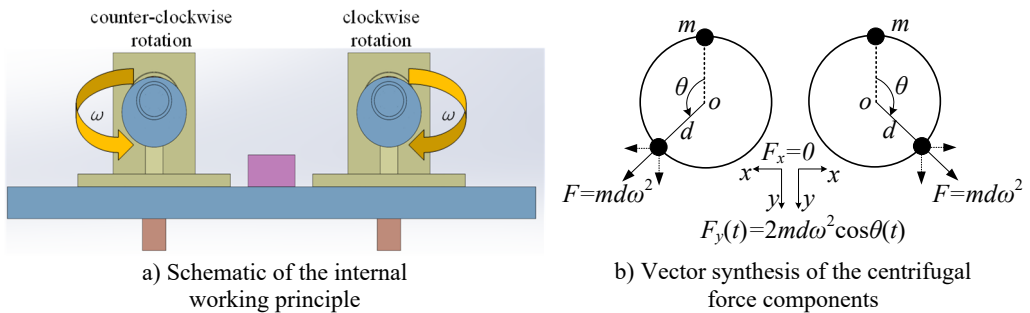 counter-clockwise
rotation
clockwise
rotation
ω
ω
a) Schematic of the internal
working principle
m
m
θ
θ
o
o
d
d
Fₓ=0
x
x
F=mdω²
F=mdω²
y
y
F_y(t)=2mdω²cosθ(t)
b) Vector synthesis of the centrifugal
force components